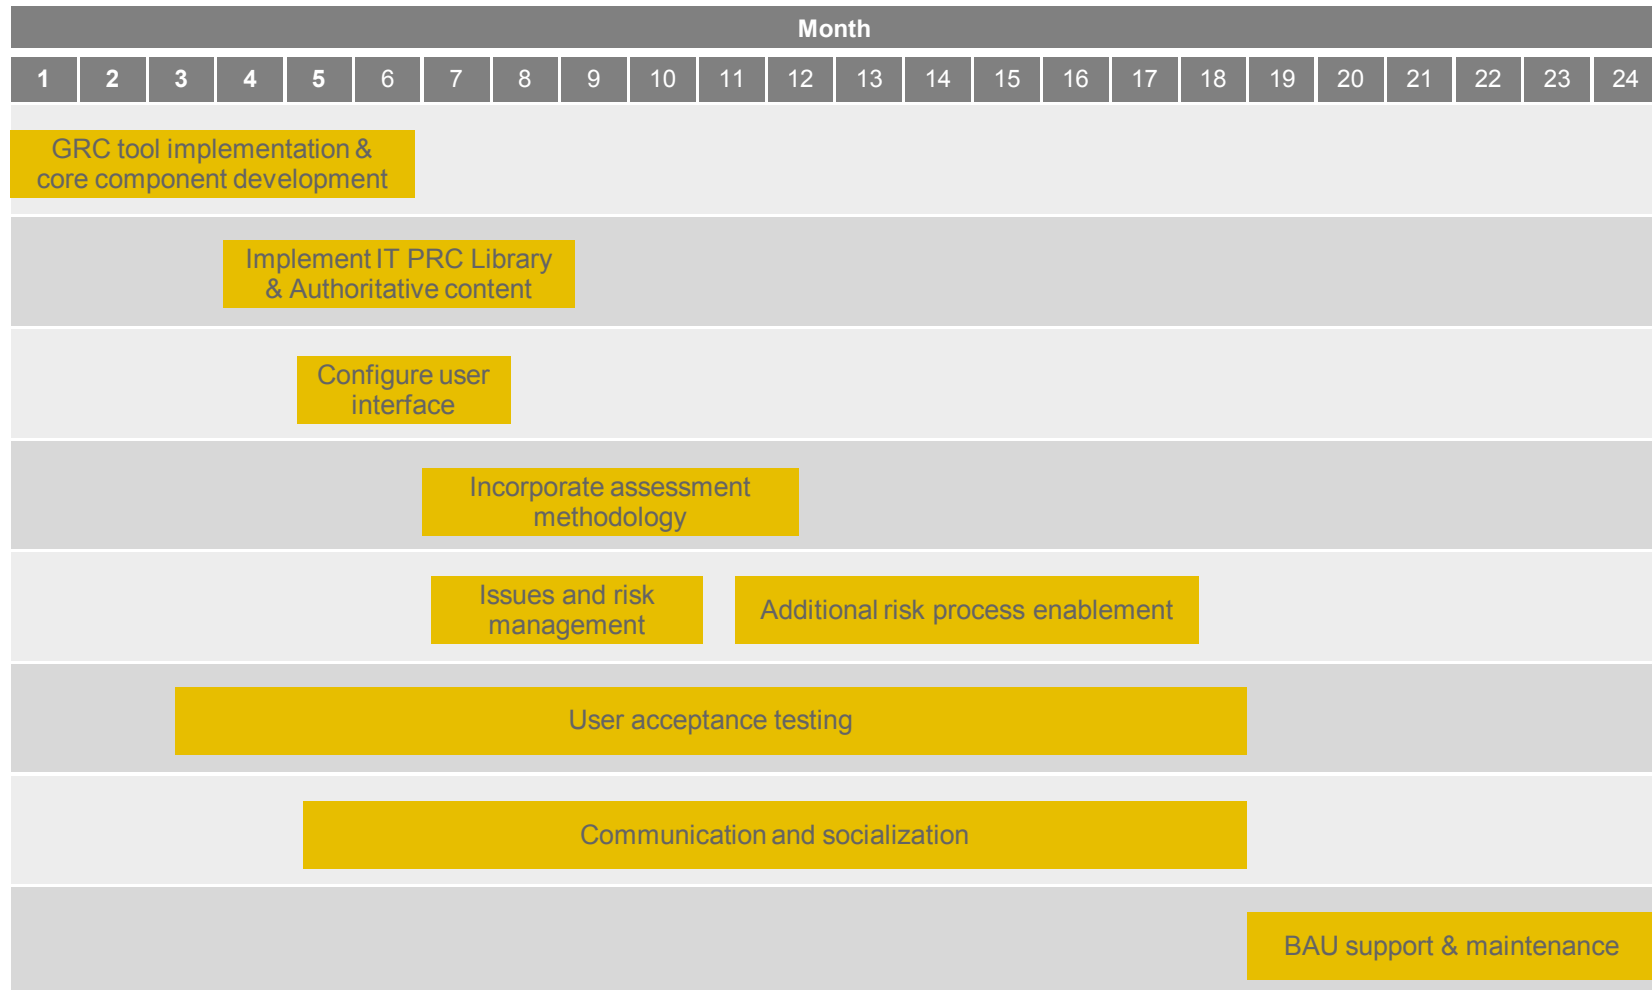 Month
1 2 3 4 5 6 7 8 9 10 11 12 13 14 15 16 17 18 19 20 21 22 23 24
GRC tool implementation &
core component development
Implement IT PRC Library
& Authoritative content
Configure user
interface
Incorporate assessment
methodology
Issues and risk
management
Additional risk process enablement
User acceptance testing
Communication and socialization
BAU support & maintenance